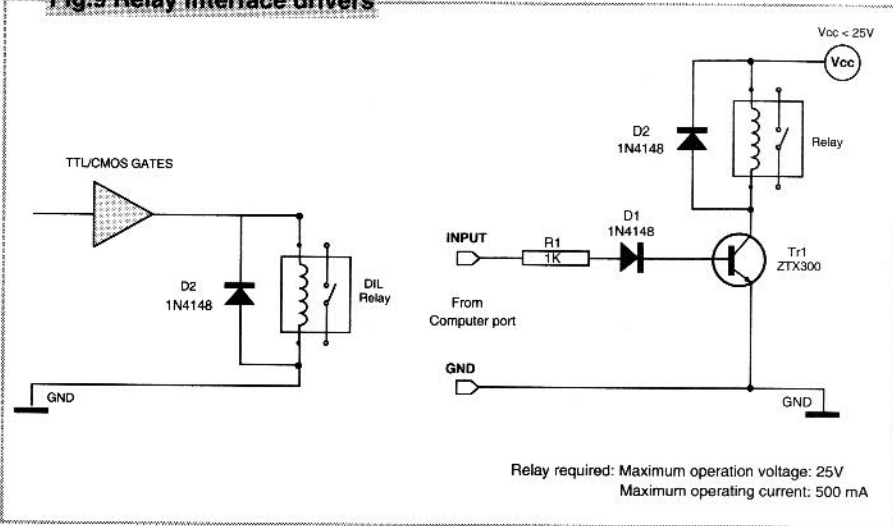 Fig.9 Relay interface drivers
TTL/CMOS GATES
D2
1N4148
DIL
Relay
GND
Vcc < 25V
Vcc
D2
1N4148
Relay
D1
1N4148
INPUT
R1
1K
Tr1
ZTX300
From
Computer port
GND
GND
Relay required: Maximum operation voltage: 25V
Maximum operating current: 500 mA